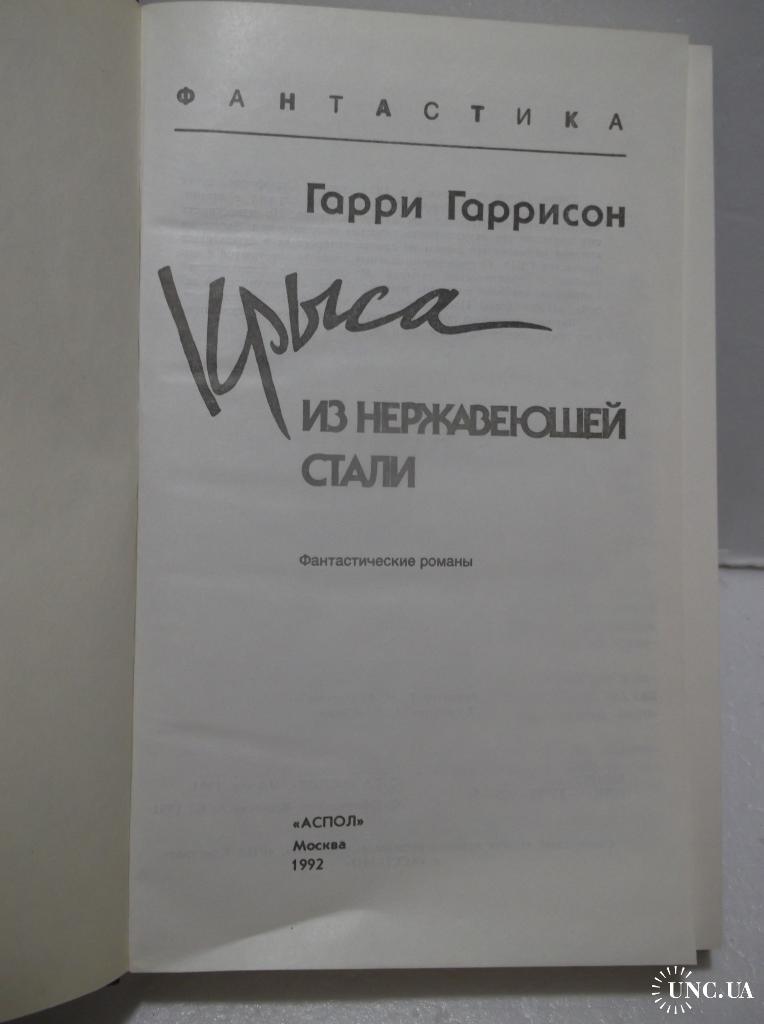 ФАНТАСТИКА
Гарри Гаррисон
Крыса
ИЗ НЕРЖАВЕЮЩЕЙ
СТАЛИ
Фантастические романы
«АСПОЛ»
Москва
1992
UNC.UA